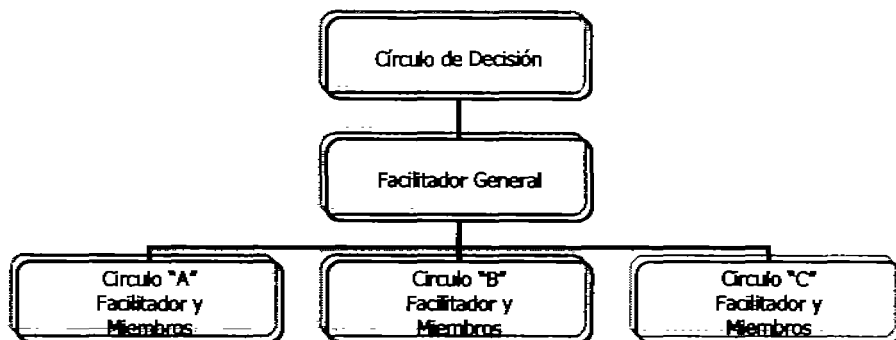 Círculo de Decisión
Facilitador General
Circulo "A"
Facilitador y
Miembros
Circulo "B"
Facilitador y
Miembros
Circulo "C"
Facilitador y
Miembros